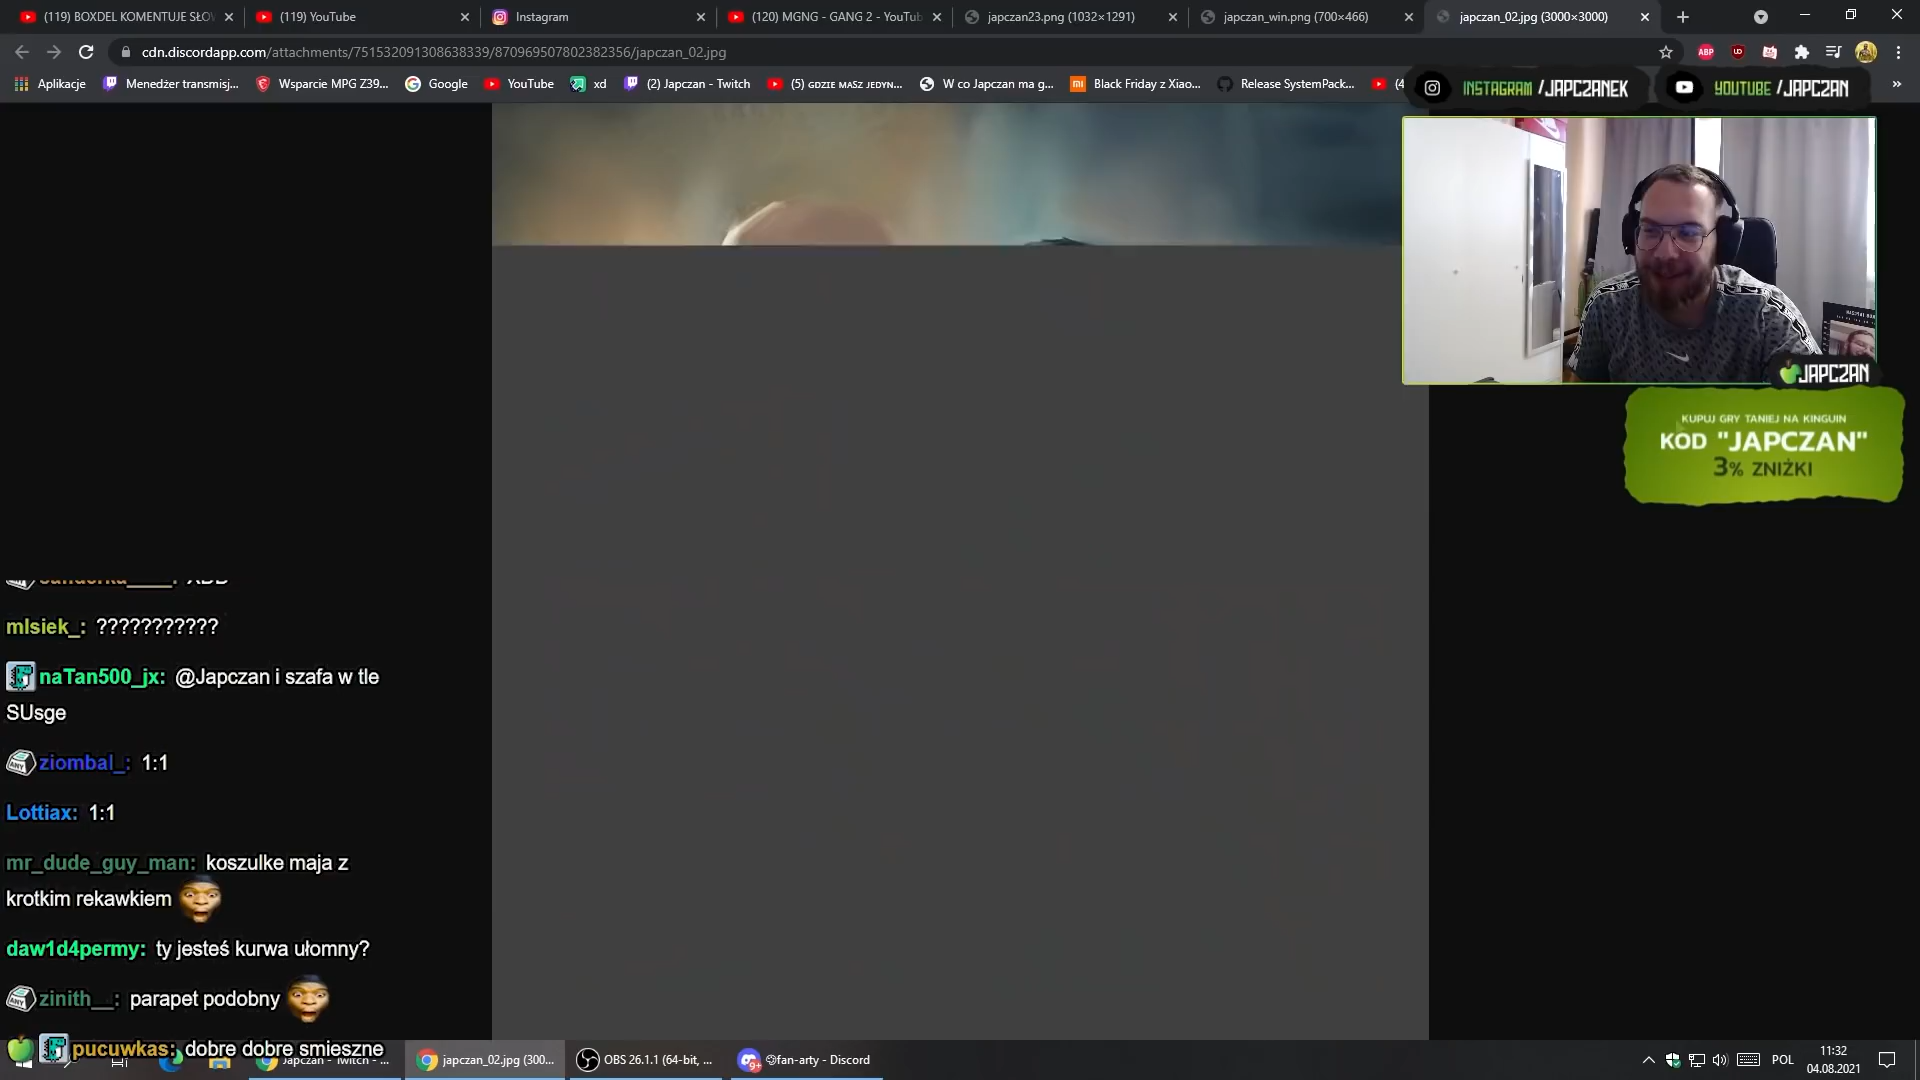 (119) BOXDEL KOMENTUJE SŁOV
(119) YouTube
Instagram
(120) MGNG - GANG 2 - YouTub
japczan23.png (1032×1291)
japczan_win.png (700×466)
japczan_02.jpg (3000×3000)
cdn.discordapp.com/attachments/751532091308638339/870969507802382356/japczan_02.jpg
ABP
Aplikacje
Menedżer transmisj...
Wsparcie MPG Z39...
Google
YouTube
xd
(2) Japczan - Twitch
(5) GDZIE MASZ JEDYN...
W co Japczan ma g...
Black Friday z Xiao...
Release SystemPack...
INSTAGRAM /JAPCZANEK
YOUTUBE /JAPCZAN
JAPCZAN
KUPUJ GRY TANIEJ NA KINGUIN
KOD "JAPCZAN"
3% ZNIŻKI
XDD
mlsiek_: ???????????
naTan500_jx: @Japczan i szafa w tle
SUsge
ziombal_: 1:1
Lottiax: 1:1
mr_dude_guy_man: koszulke maja z
krotkim rekawkiem
daw1d4permy: ty jesteś kurwa ułomny?
zinith__: parapet podobny
pucuwkas: dobre dobre smieszne
Japczan - Twitch - ...
japczan_02.jpg (300...
OBS 26.1.1 (64-bit, ...
9+
fan-arty - Discord
POL
11:32
04.08.2021